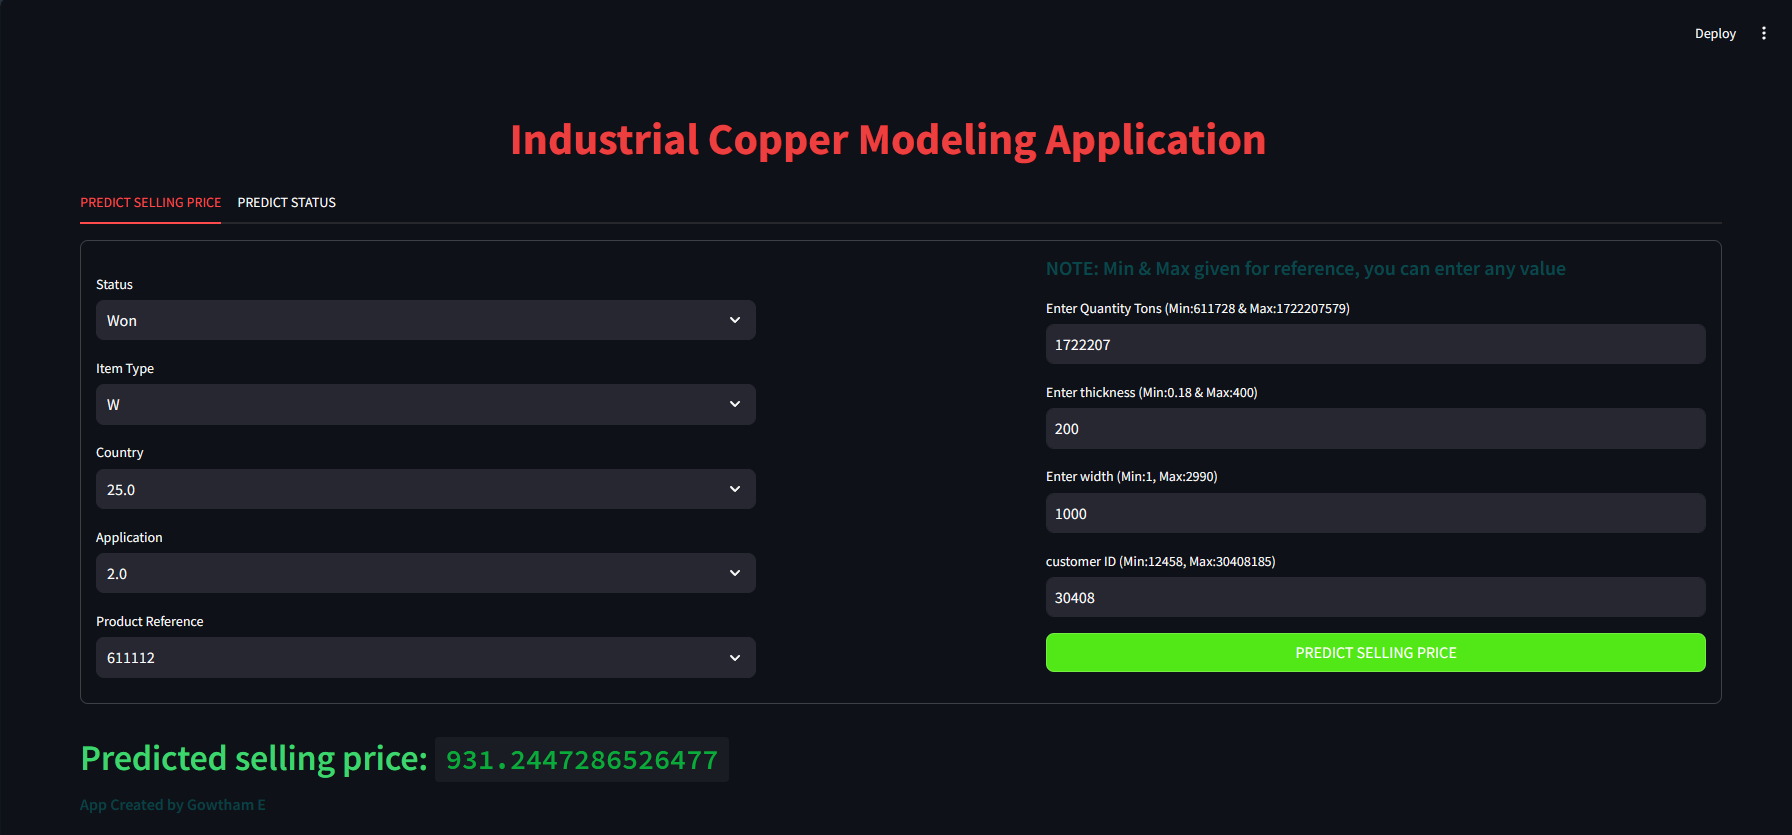 Deploy
Industrial Copper Modeling Application
PREDICT SELLING PRICE PREDICT STATUS
Status
Won
Item Type
W
Country
25.0
Application
2.0
Product Reference
611112
NOTE: Min & Max given for reference, you can enter any value
Enter Quantity Tons (Min:611728 & Max:1722207579)
1722207
Enter thickness (Min:0.18 & Max:400)
200
Enter width (Min:1, Max:2990)
1000
customer ID (Min:12458, Max:30408185)
30408
PREDICT SELLING PRICE
Predicted selling price: 931.2447286526477
App Created by Gowtham E